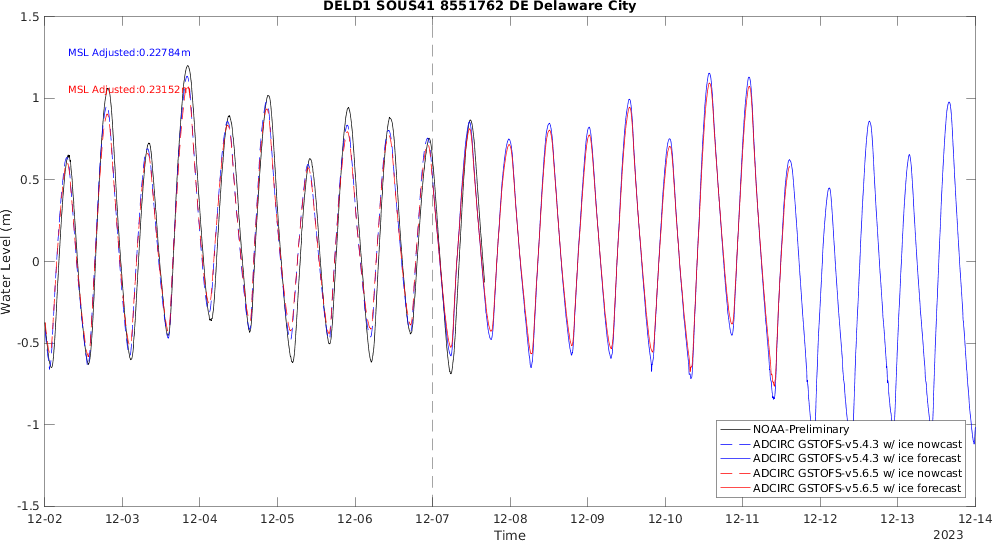 DELD1 SOUS41 8551762 DE Delaware City
1.5
1
0.5
0
-0.5
-1
-1.5
Water Level (m)
MSL Adjusted:0.22784m
MSL Adjusted:0.23152m
NOAA-Preliminary
ADCIRC GSTOFS-v5.4.3 w/ ice nowcast
ADCIRC GSTOFS-v5.4.3 w/ ice forecast
ADCIRC GSTOFS-v5.6.5 w/ ice nowcast
ADCIRC GSTOFS-v5.6.5 w/ ice forecast
12-02 12-03 12-04 12-05 12-06 12-07 12-08 12-09 12-10 12-11 12-12 12-13 12-14
Time
2023